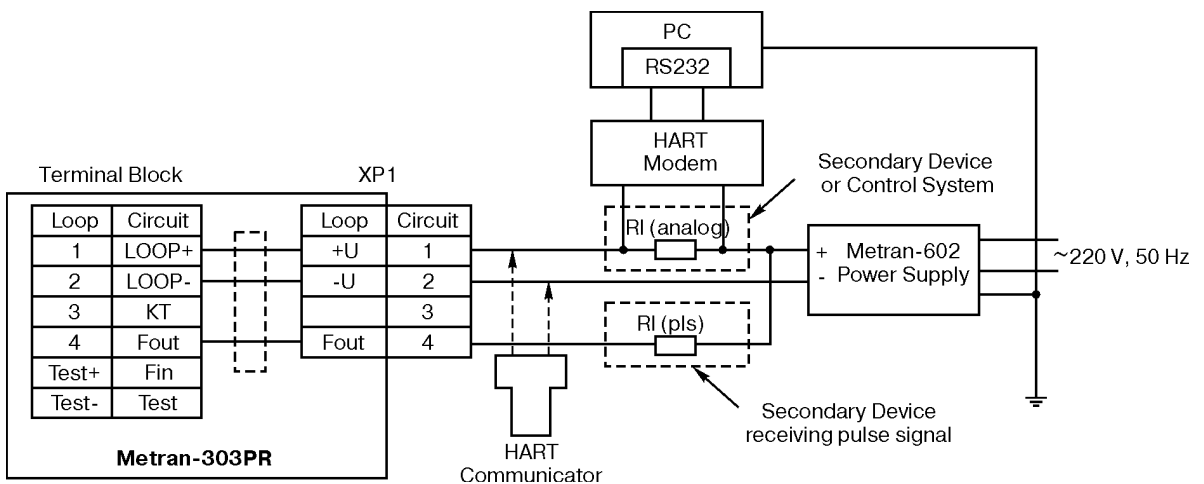 PC
RS232
HART
Modem
Secondary Device
or Control System
Terminal Block
XP1
Loop Circuit
1 LOOP+
2 LOOP-
3 KT
4 Fout
Test+ Fin
Test- Test
Metran-303PR
Loop Circuit
+U 1
-U 2
3
Fout 4
RI (analog)
RI (pls)
+ Metran-602
- Power Supply
~220 V, 50 Hz
HART
Communicator
Secondary Device
receiving pulse signal